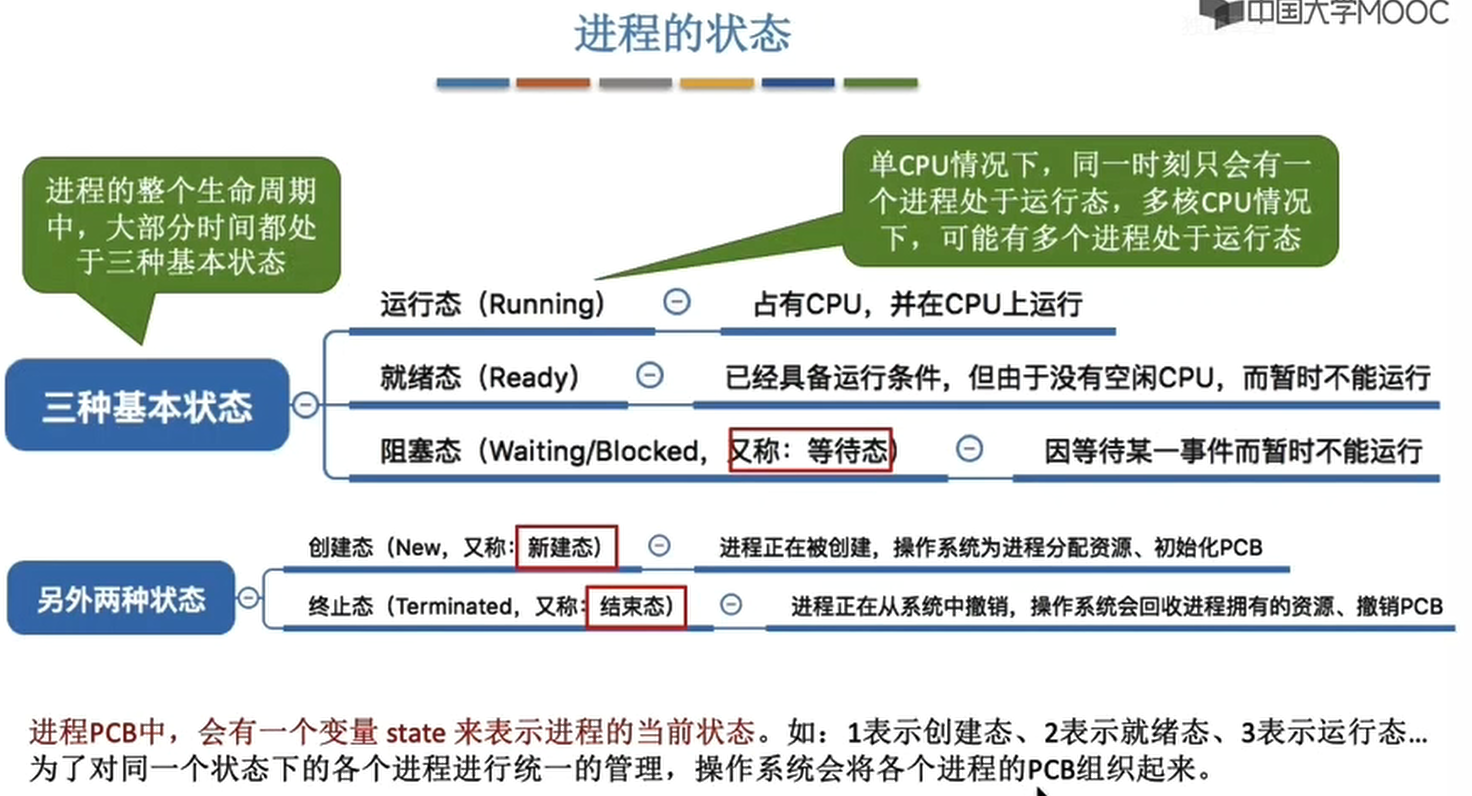 中国大学MOOC
进程的状态
进程的整个生命周期
中，大部分时间都处
于三种基本状态
单CPU情况下，同一时刻只会有一
个进程处于运行态，多核CPU情况
下，可能有多个进程处于运行态
三种基本状态
运行态（Running） 占有CPU，并在CPU上运行
就绪态（Ready） 已经具备运行条件，但由于没有空闲CPU，而暂时不能运行
阻塞态（Waiting/Blocked，又称：等待态） 因等待某一事件而暂时不能运行
另外两种状态
创建态（New，又称：新建态） 进程正在被创建，操作系统为进程分配资源、初始化PCB
终止态（Terminated，又称：结束态） 进程正在从系统中撤销，操作系统会回收进程拥有的资源、撤销PCB
进程PCB中，会有一个变量 state 来表示进程的当前状态。如：1表示创建态、2表示就绪态、3表示运行态…
为了对同一个状态下的各个进程进行统一的管理，操作系统会将各个进程的PCB组织起来。